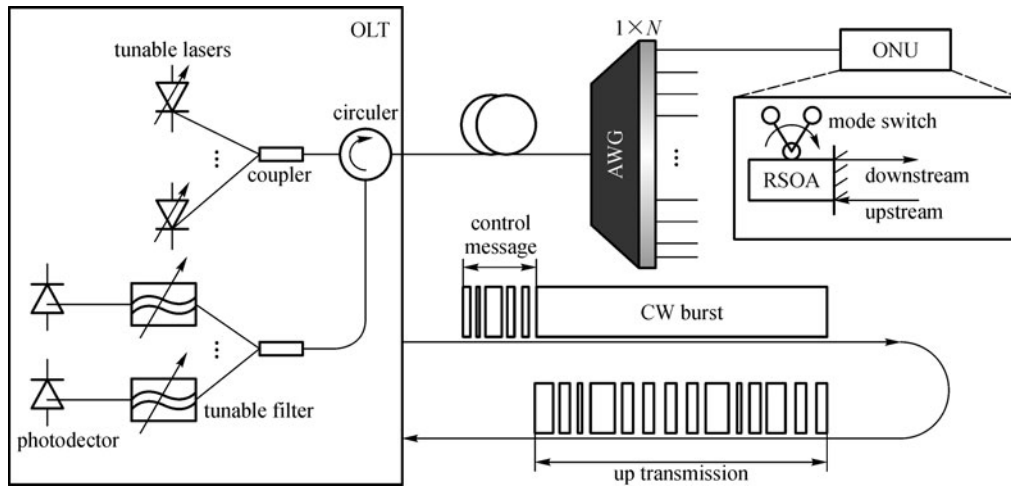 OLT
tunable lasers
circuler
...
coupler
photodector
...
tunable filter
1×N
AWG
...
ONU
mode switch
RSOA
downstream
upstream
control
message
CW burst
up transmission